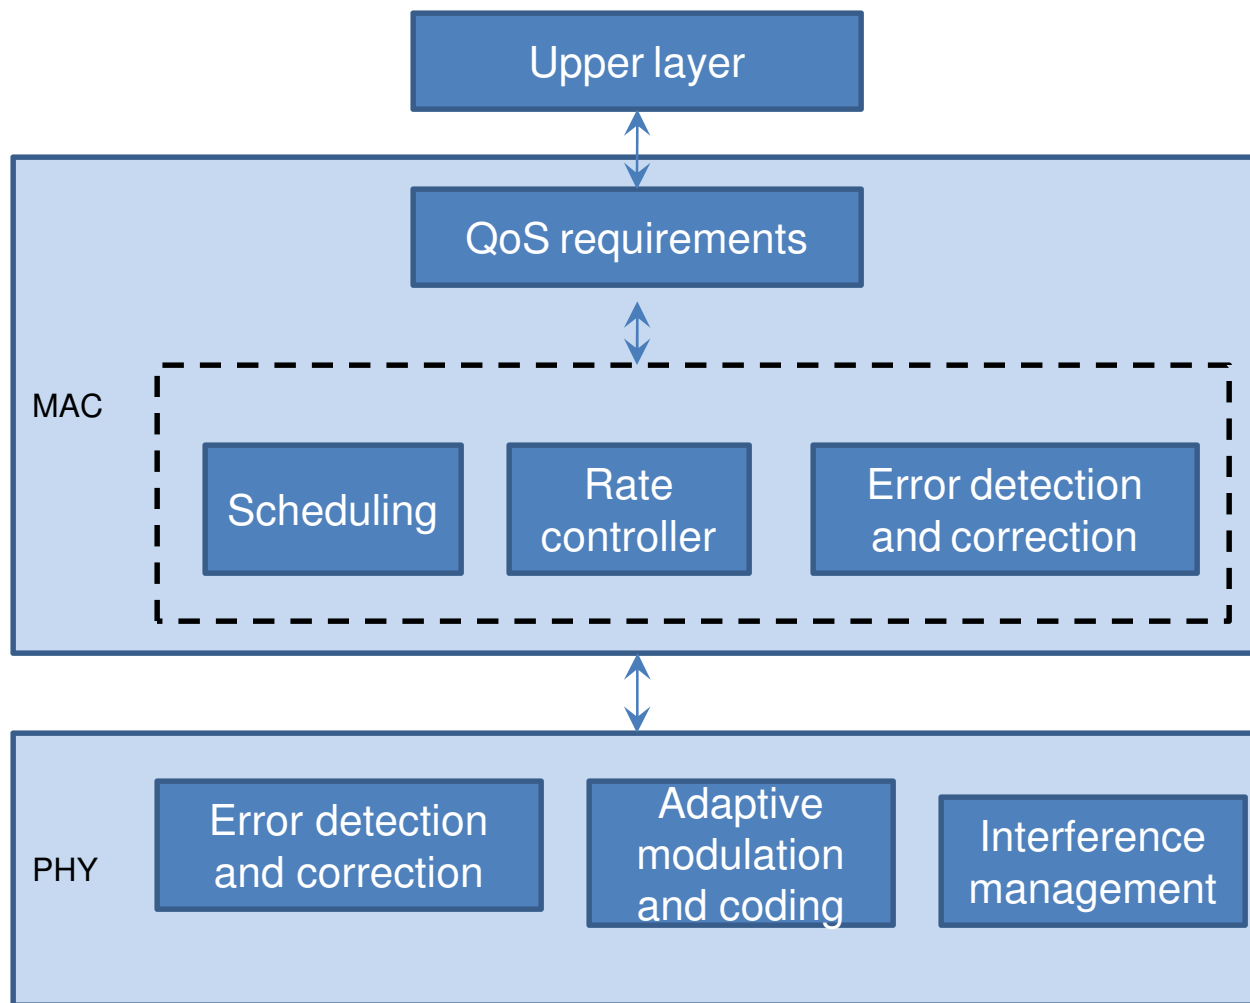 Upper layer
QoS requirements
MAC
Scheduling
Rate
controller
Error detection
and correction
PHY
Error detection
and correction
Adaptive
modulation
and coding
Interference
management